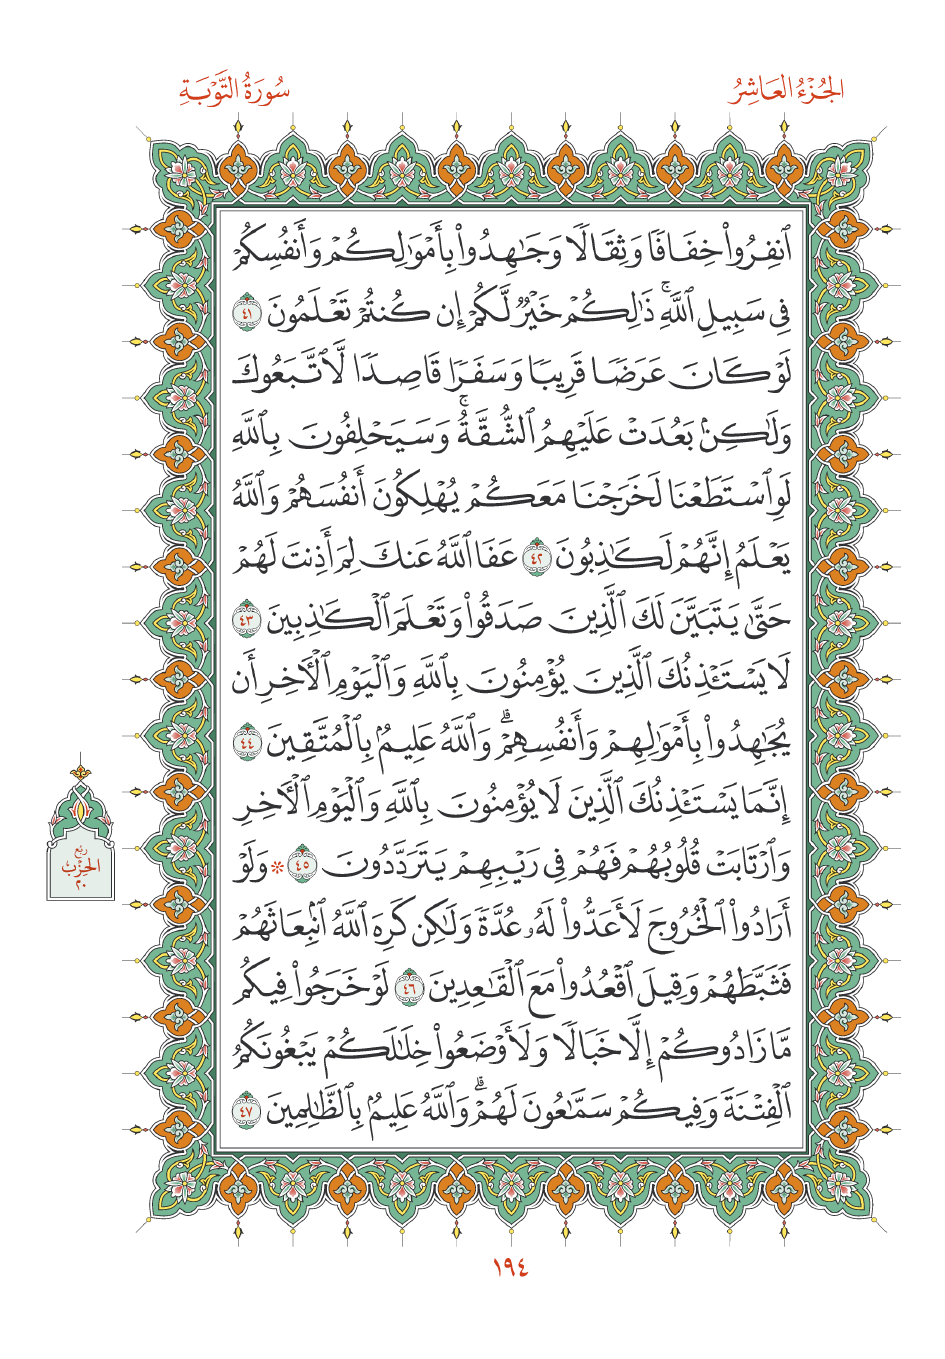 الجُزْءُ العَاشِرُ
سُورَةُ التَّوْبَةِ
ٱنفِرُوا۟ خِفَافًا وَثِقَالًا وَجَـٰهِدُوا۟ بِأَمْوَٰلِكُمْ وَأَنفُسِكُمْ
فِى سَبِيلِ ٱللَّهِ ۚ ذَٰلِكُمْ خَيْرٌ لَّكُمْ إِن كُنتُمْ تَعْلَمُونَ ٤١
لَوْ كَانَ عَرَضًا قَرِيبًا وَسَفَرًا قَاصِدًا لَّٱتَّبَعُوكَ
وَلَـٰكِنۢ بَعُدَتْ عَلَيْهِمُ ٱلشُّقَّةُ ۚ وَسَيَحْلِفُونَ بِٱللَّهِ
لَوِ ٱسْتَطَعْنَا لَخَرَجْنَا مَعَكُمْ يُهْلِكُونَ أَنفُسَهُمْ وَٱللَّهُ
يَعْلَمُ إِنَّهُمْ لَكَـٰذِبُونَ ٤٢ عَفَا ٱللَّهُ عَنكَ لِمَ أَذِنتَ لَهُمْ
حَتَّىٰ يَتَبَيَّنَ لَكَ ٱلَّذِينَ صَدَقُوا۟ وَتَعْلَمَ ٱلْكَـٰذِبِينَ ٤٣
لَا يَسْتَـْٔذِنُكَ ٱلَّذِينَ يُؤْمِنُونَ بِٱللَّهِ وَٱلْيَوْمِ ٱلْـَٔاخِرِ أَن
يُجَـٰهِدُوا۟ بِأَمْوَٰلِهِمْ وَأَنفُسِهِمْ ۗ وَٱللَّهُ عَلِيمٌۢ بِٱلْمُتَّقِينَ ٤٤
إِنَّمَا يَسْتَـْٔذِنُكَ ٱلَّذِينَ لَا يُؤْمِنُونَ بِٱللَّهِ وَٱلْيَوْمِ ٱلْـَٔاخِرِ
وَٱرْتَابَتْ قُلُوبُهُمْ فَهُمْ فِى رَيْبِهِمْ يَتَرَدَّدُونَ ٤٥ * وَلَوْ
أَرَادُوا۟ ٱلْخُرُوجَ لَأَعَدُّوا۟ لَهُۥ عُدَّةً وَلَـٰكِن كَرِهَ ٱللَّهُ ٱنۢبِعَاثَهُمْ
فَثَبَّطَهُمْ وَقِيلَ ٱقْعُدُوا۟ مَعَ ٱلْقَـٰعِدِينَ ٤٦ لَوْ خَرَجُوا۟ فِيكُم
مَّا زَادُوكُمْ إِلَّا خَبَالًا وَلَأَوْضَعُوا۟ خِلَـٰلَكُمْ يَبْغُونَكُمُ
ٱلْفِتْنَةَ وَفِيكُمْ سَمَّـٰعُونَ لَهُمْ ۗ وَٱللَّهُ عَلِيمٌۢ بِٱلظَّـٰلِمِينَ ٤٧
ربع
الحِزْب
٢٠
١٩٤